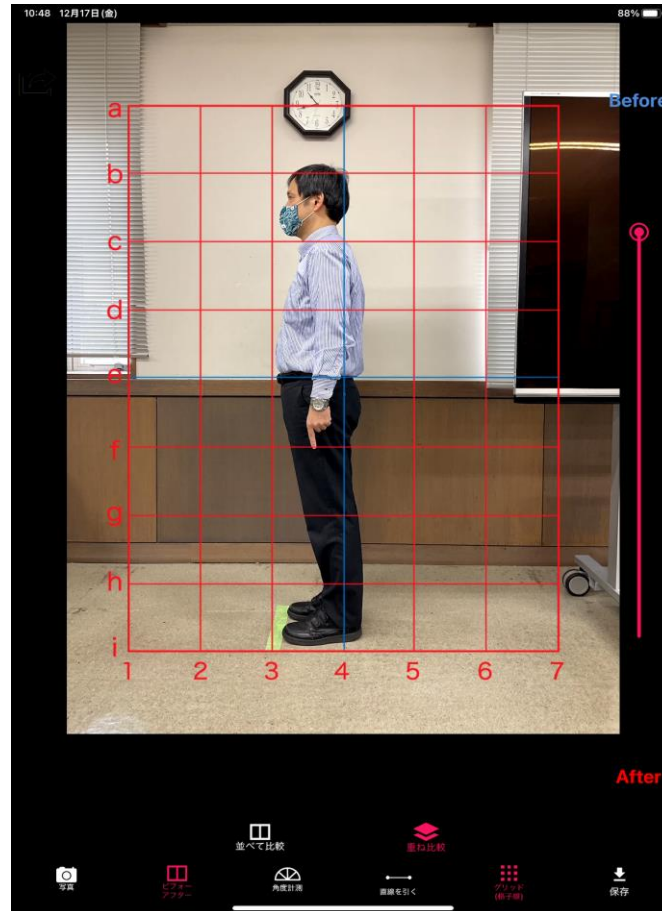 10:48 12月17日(金)
88%
Before
a
b
c
d
e
f
g
h
i
1 2 3 4 5 6 7
After
並べて比較
重ね比較
写真
ビフォー
アフター
角度計測
直線を引く
グリッド
(格子線)
保存